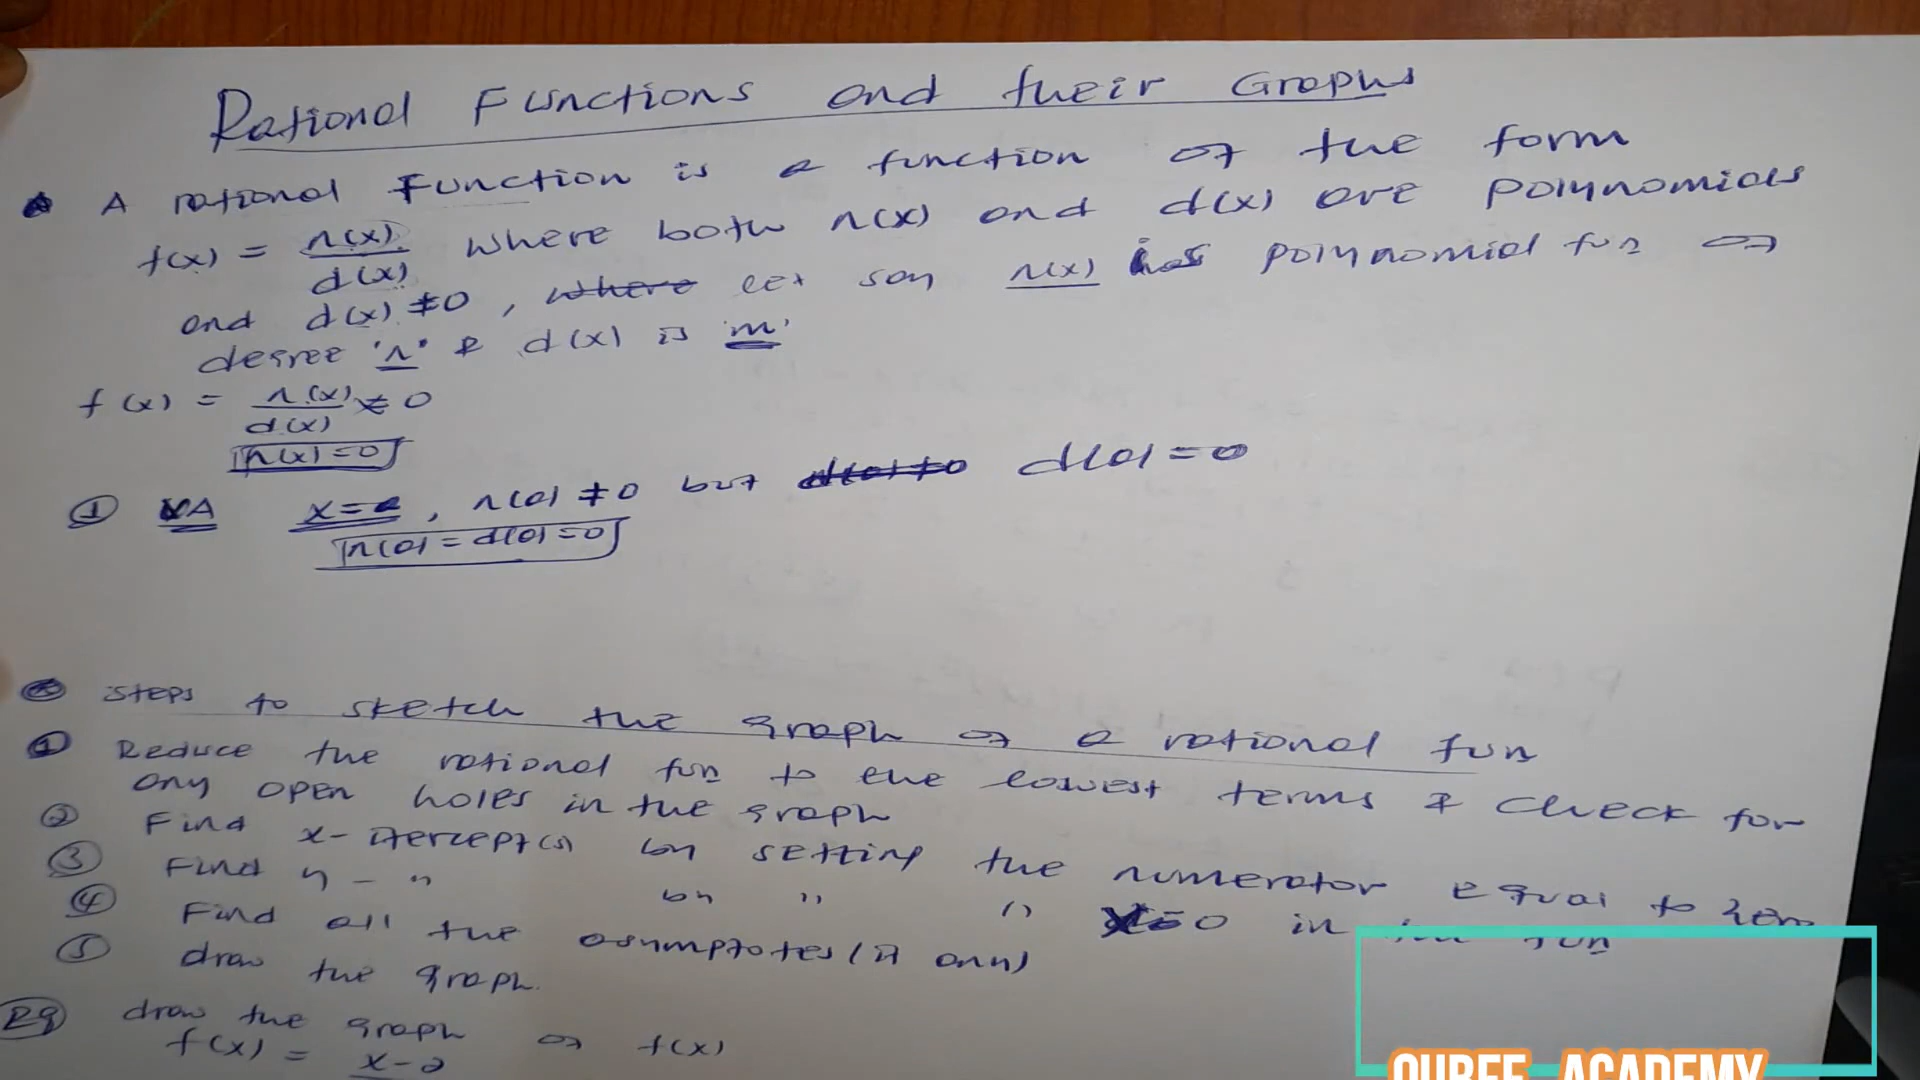 Rational Functions and their Graphs
A rational Function is a function of the form
f(x) = n(x)/d(x) where both n(x) and d(x) are polynomials
and d(x) ≠ 0, where let say n(x) has polynomial fun of
degree 'n' & d(x) is 'm'
f(x) = n(x)/d(x) ≠ 0
n(x) = 0
① VA x = a, n(a) ≠ 0 but d(a) ≠ 0 d(a) = 0
n(a) = d(a) = 0
steps to sketch the graph of a rational fun
① Reduce the rational fun to the lowest terms & check for
any open holes in the graph
② Find x-itercept(s) by setting the numerator equal to zero
③ Find y - " by " " x=0 in the fun
④ Find all the asymptotes (if any)
⑤ draw the graph.
Eg draw the graph of f(x)
f(x) = x-2
QUBEE ACADEMY